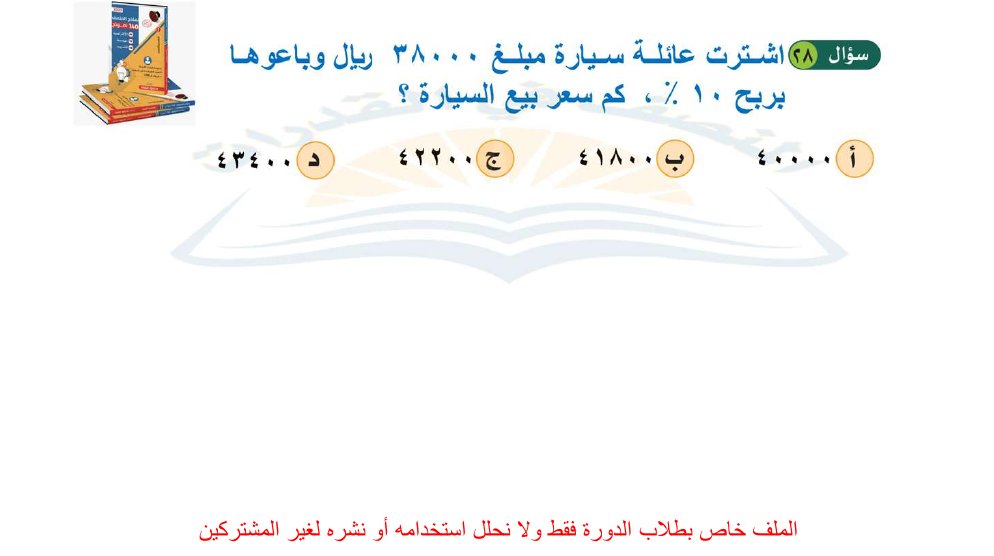 سؤال ٢٨ اشترت عائلة سيارة مبلغ ٣٨٠٠٠ ريال وباعوها
بربح ١٠ ٪ ، كم سعر بيع السيارة ؟
أ ٤٠٠٠٠ ب ٤١٨٠٠ ج ٤٢٢٠٠ د ٤٣٤٠٠
الملف خاص بطلاب الدورة فقط ولا نحلل استخدامه أو نشره لغير المشتركين